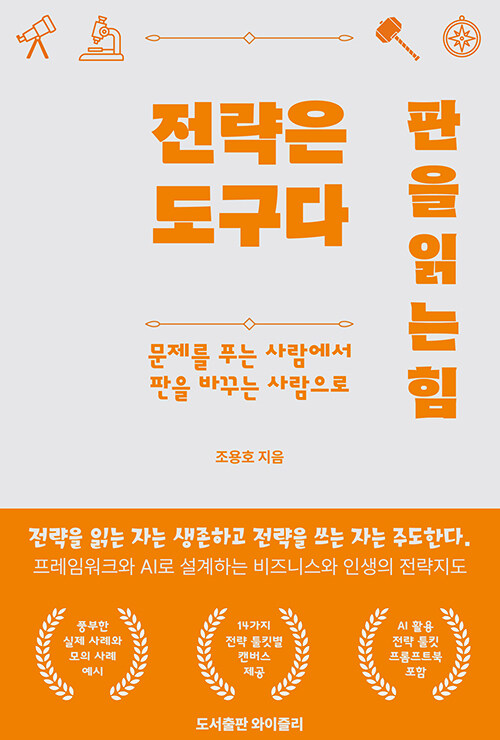 전략은
도구다
판을읽는힘
문제를 푸는 사람에서
판을 바꾸는 사람으로
조용호 지음
전략을 읽는 자는 생존하고 전략을 쓰는 자는 주도한다.
프레임워크와 AI로 설계하는 비즈니스와 인생의 전략지도
풍부한
실제 사례와
모의 사례
예시
14가지
전략 툴킷별
캔버스
제공
AI 활용
전략 툴킷
프롬프트북
포함
도서출판 와이즐리